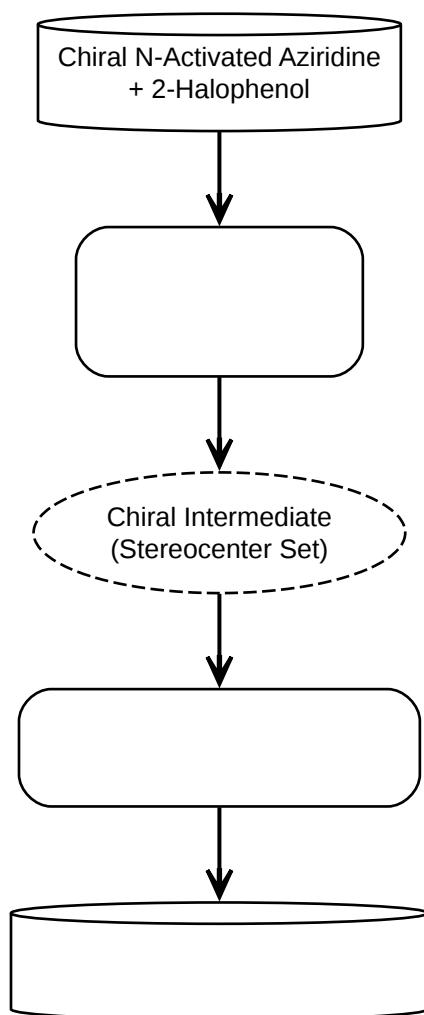 Chiral N-Activated Aziridine
+ 2-Halophenol
Chiral Intermediate
(Stereocenter Set)